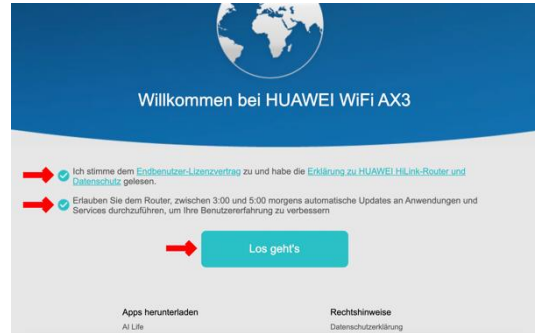 Willkommen bei HUAWEI WiFi AX3
Ich stimme dem Endbenutzer-Lizenzvertrag zu und habe die Erklärung zu HUAWEI HiLink-Router und
Datenschutz gelesen.
Erlauben Sie dem Router, zwischen 3:00 und 5:00 morgens automatische Updates an Anwendungen und
Services durchzuführen, um Ihre Benutzererfahrung zu verbessern
Los geht's
Apps herunterladen
Rechtshinweise
AI Life
Datenschutzerklärung